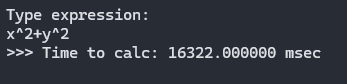 Type expression:
x^2+y^2
>>> Time to calc: 16322.000000 msec